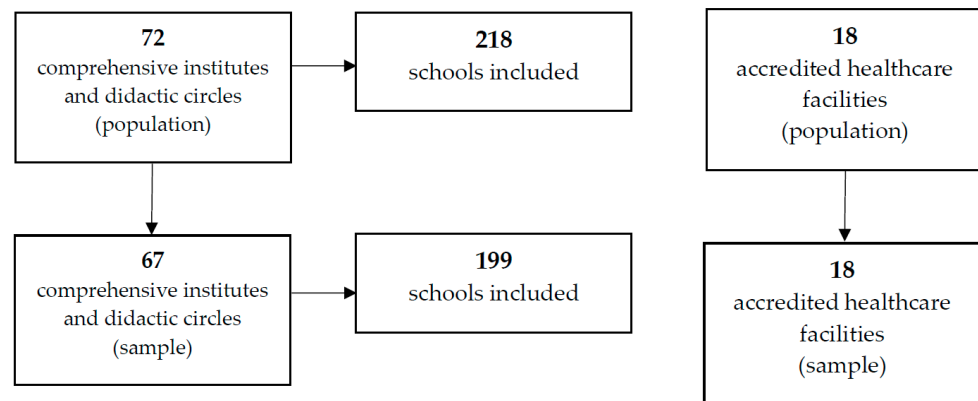 72
comprehensive institutes
and didactic circles
(population)
218
schools included
18
accredited healthcare
facilities
(population)
67
comprehensive institutes
and didactic circles
(sample)
199
schools included
18
accredited healthcare
facilities
(sample)